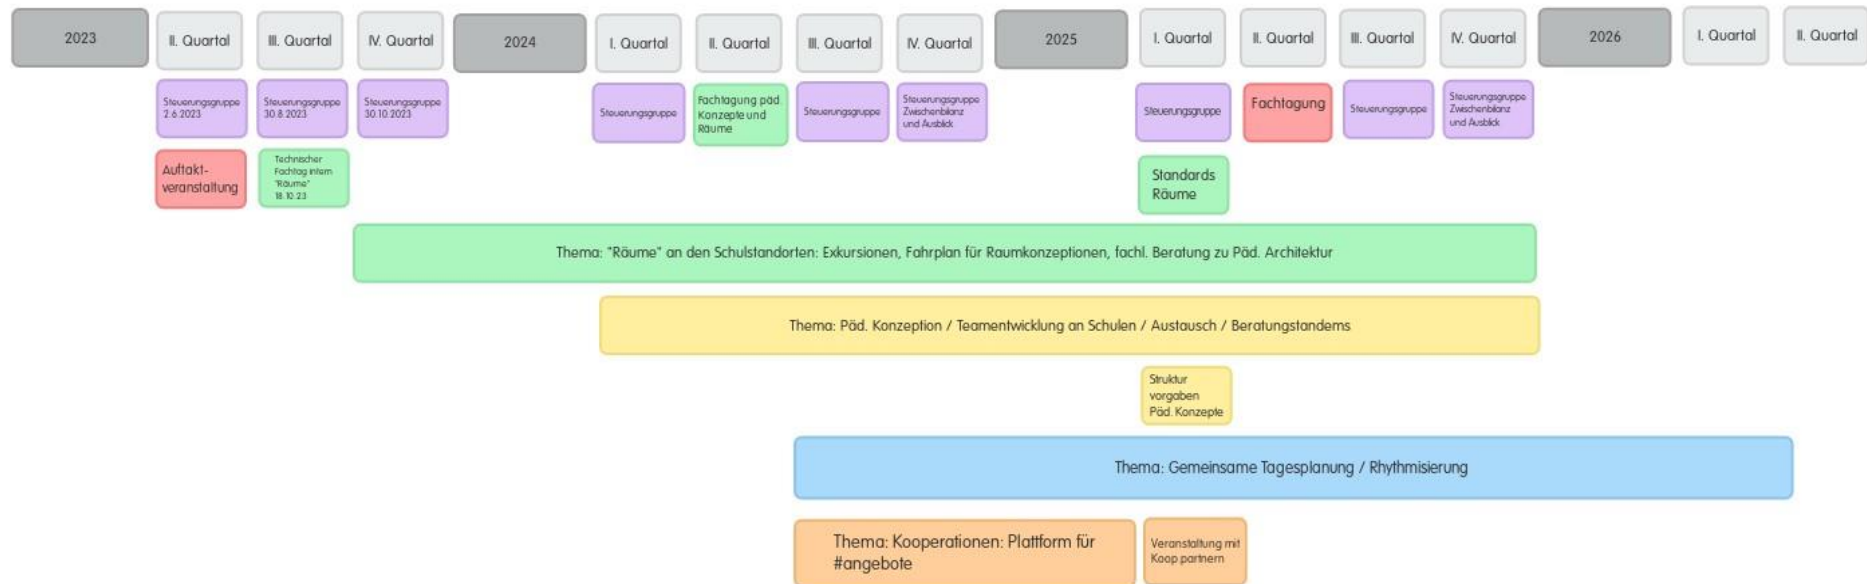 2023
II. Quartal
III. Quartal
IV. Quartal
2024
I. Quartal
II. Quartal
III. Quartal
IV. Quartal
2025
I. Quartal
II. Quartal
III. Quartal
IV. Quartal
2026
I. Quartal
II. Quartal
Steuerungsgruppe
2.6.2023
Steuerungsgruppe
30.8.2023
Steuerungsgruppe
30.10.2023
Steuerungsgruppe
Fachtagung päd.
Konzepte und
Räume
Steuerungsgruppe
Steuerungsgruppe
Zwischenbilanz
und Ausblick
Steuerungsgruppe
Fachtagung
Steuerungsgruppe
Steuerungsgruppe
Zwischenbilanz
und Ausblick
Auftakt-
veranstaltung
Technischer
Fachtag intern
"Räume"
18.10.23
Standards
Räume
Thema: "Räume" an den Schulstandorten: Exkursionen, Fahrplan für Raumkonzeptionen, fachl. Beratung zu Päd. Architektur
Thema: Päd. Konzeption / Teamentwicklung an Schulen / Austausch / Beratungstandems
Struktur
vorgaben
Päd. Konzepte
Thema: Gemeinsame Tagesplanung / Rhythmisierung
Thema: Kooperationen: Plattform für
#angebote
Veranstaltung mit
Koop partnern